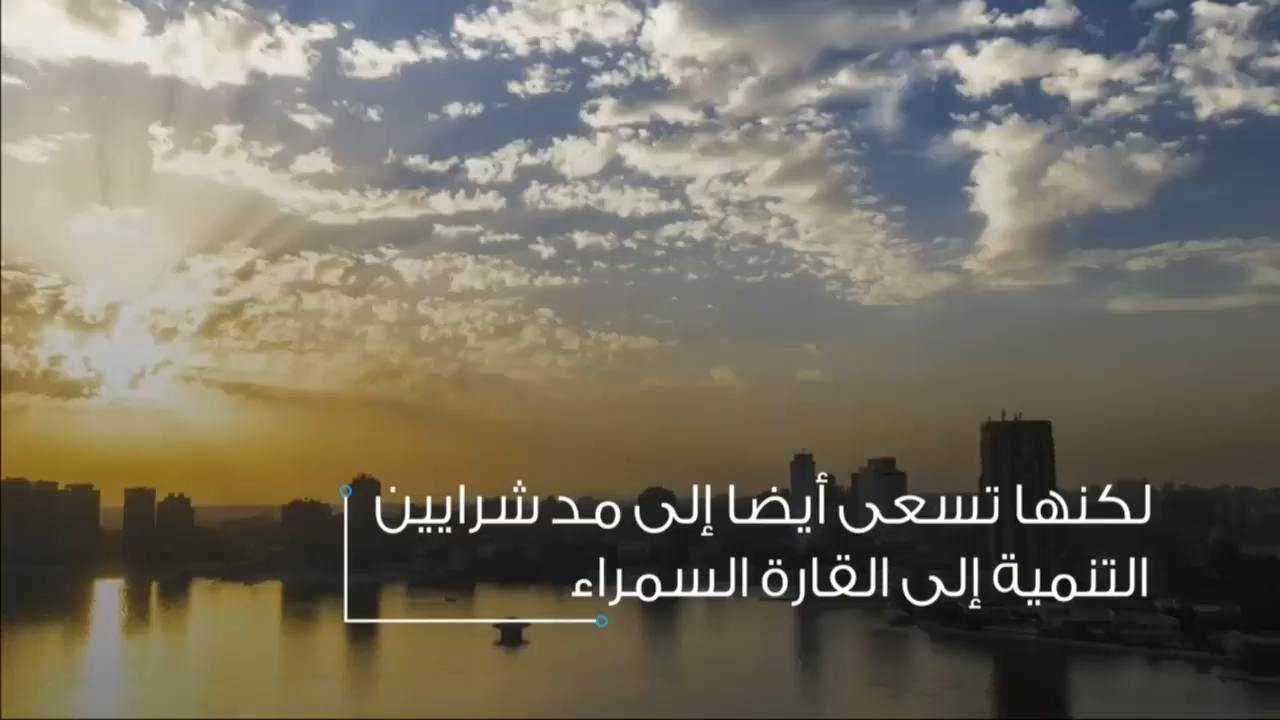 لكنها تسعى أيضا إلى مد شرايين
التنمية إلى القارة السمراء